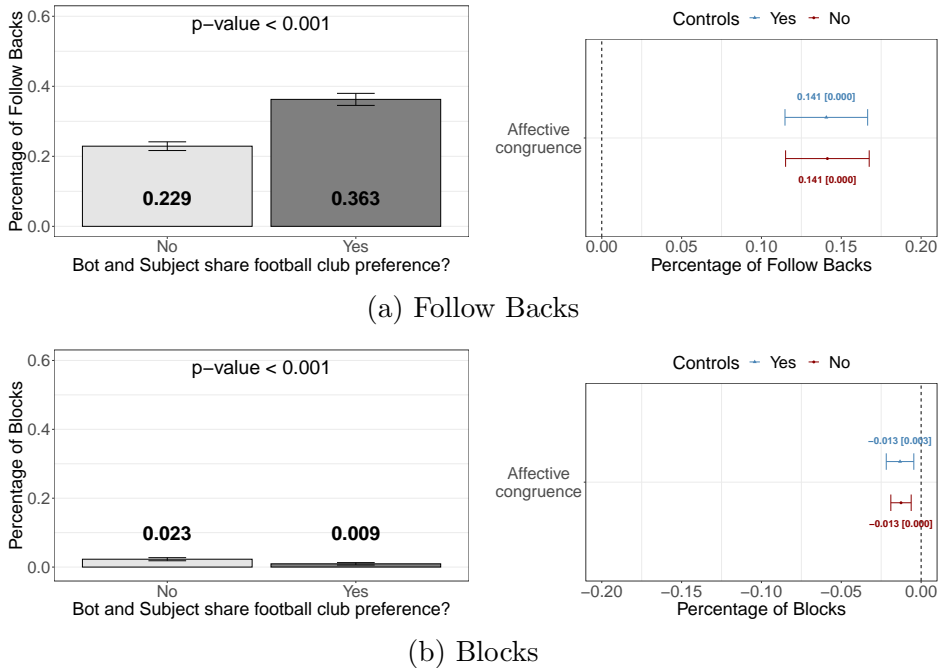 p-value < 0.001
Percentage of Follow Backs
0.6
0.4
0.2
0.0
0.229
0.363
No
Yes
Bot and Subject share football club preference?
Controls Yes No
Affective
congruence
0.141 [0.000]
0.141 [0.000]
0.00 0.05 0.10 0.15 0.20
Percentage of Follow Backs
(a) Follow Backs
p-value < 0.001
Percentage of Blocks
0.6
0.4
0.2
0.0
0.023
0.009
No
Yes
Bot and Subject share football club preference?
Controls Yes No
Affective
congruence
−0.013 [0.003]
−0.013 [0.000]
−0.20 −0.15 −0.10 −0.05 0.00
Percentage of Blocks
(b) Blocks